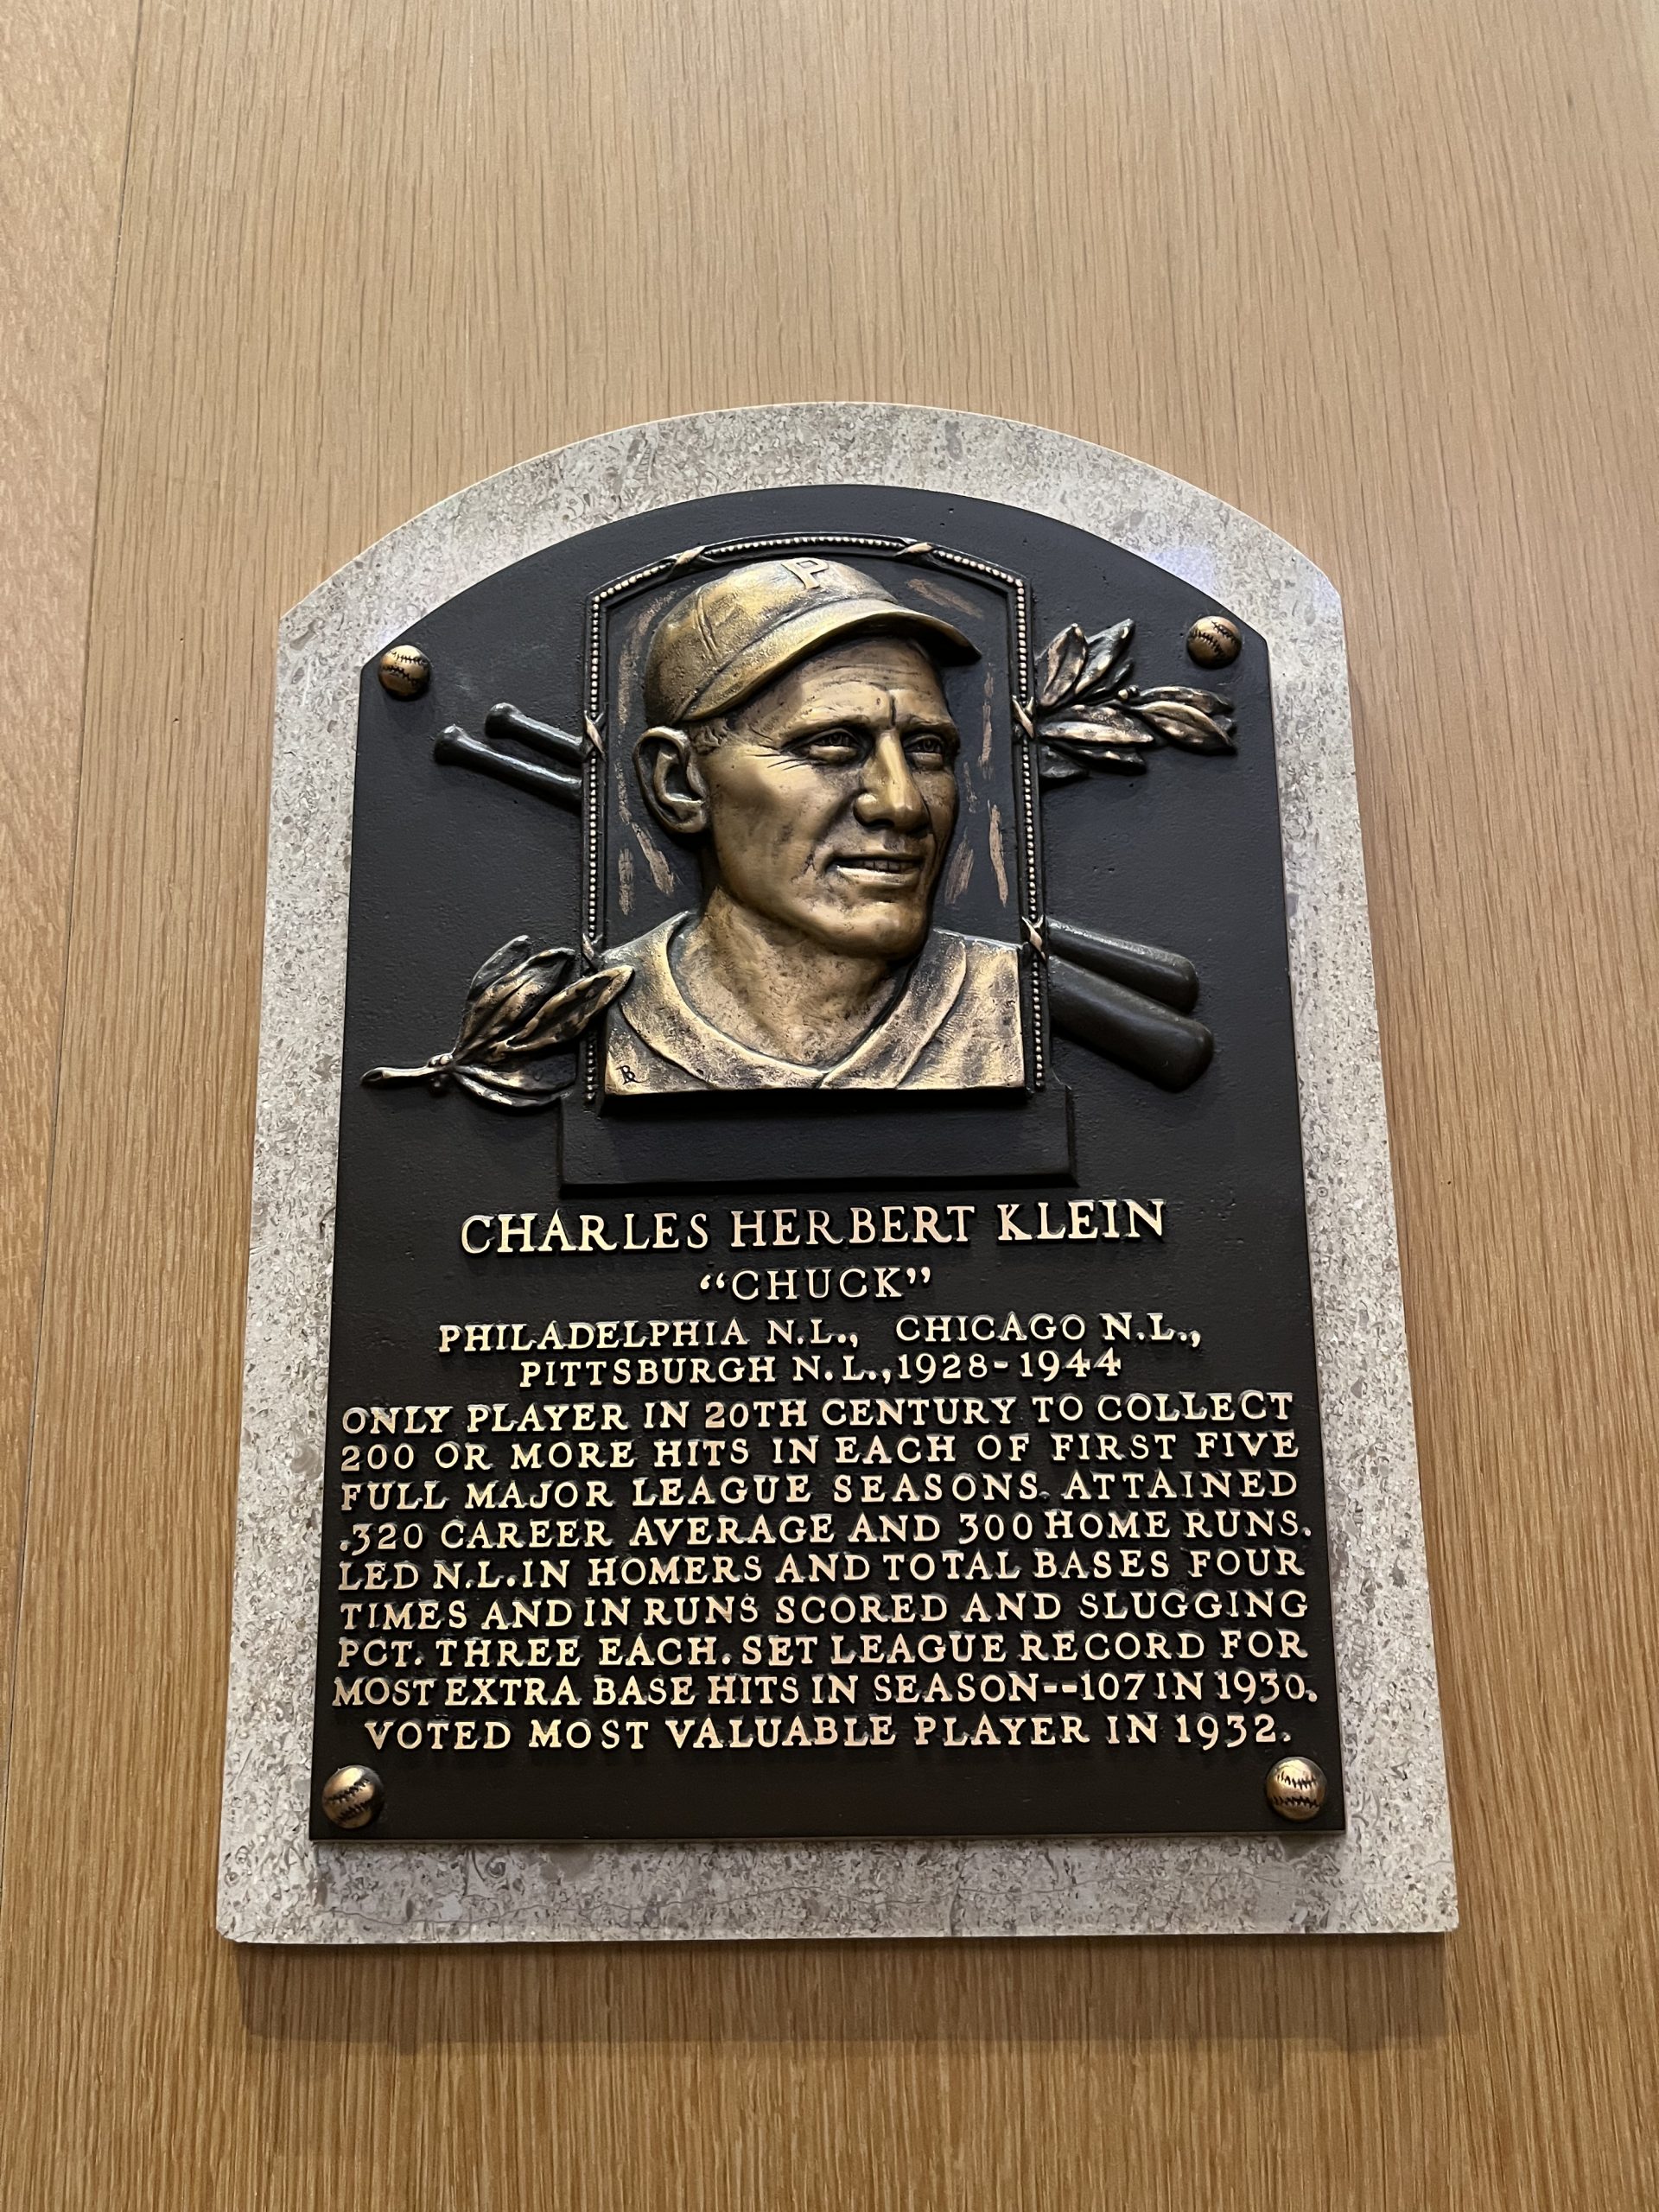 P
R
CHARLES HERBERT KLEIN
"CHUCK"
PHILADELPHIA N.L., CHICAGO N.L.,
PITTSBURGH N.L., 1928-1944
ONLY PLAYER IN 20TH CENTURY TO COLLECT
200 OR MORE HITS IN EACH OF FIRST FIVE
FULL MAJOR LEAGUE SEASONS. ATTAINED
.320 CAREER AVERAGE AND 300 HOME RUNS.
LED N.L. IN HOMERS AND TOTAL BASES FOUR
TIMES AND IN RUNS SCORED AND SLUGGING
PCT. THREE EACH. SET LEAGUE RECORD FOR
MOST EXTRA BASE HITS IN SEASON--107 IN 1930.
VOTED MOST VALUABLE PLAYER IN 1932.